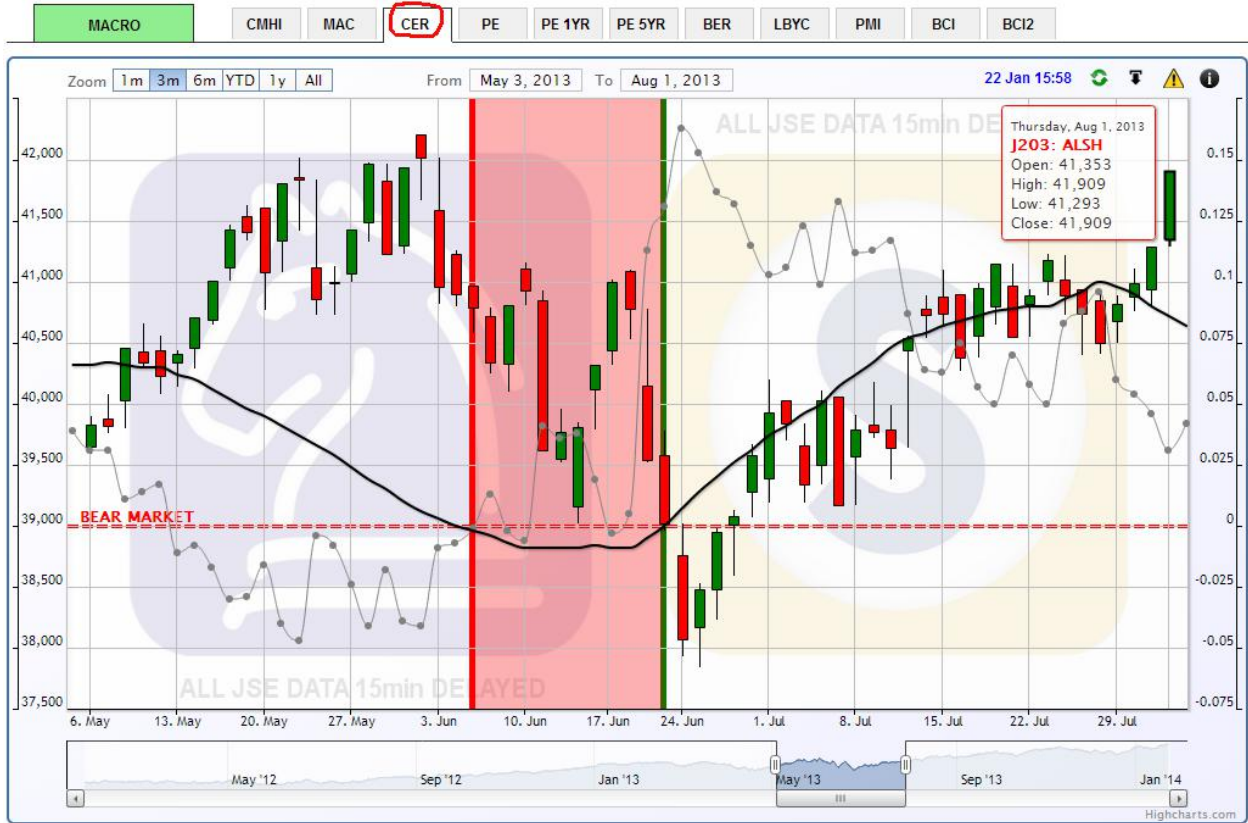 MACRO CMHI MAC CER PE PE 1YR PE 5YR BER LBYC PMI BCI BCI2
Zoom 1m 3m 6m YTD 1y All From May 3, 2013 To Aug 1, 2013 22 Jan 15:58
ALL JSE DATA 15min DE
Thursday, Aug 1, 2013
J203: ALSH
Open: 41,353
High: 41,909
Low: 41,293
Close: 41,909
42,000 0.15
41,500 0.125
41,000 0.1
40,500 0.075
40,000 0.05
39,500 0.025
BEAR MARKET
39,000 0
38,500 -0.025
38,000 -0.05
ALL JSE DATA 15min DELAYED
37,500 -0.075
6. May 13. May 20. May 27. May 3. Jun 10. Jun 17. Jun 24. Jun 1. Jul 8. Jul 15. Jul 22. Jul 29. Jul
May '12 Sep '12 Jan '13 May '13 Sep '13 Jan '14
Highcharts.com